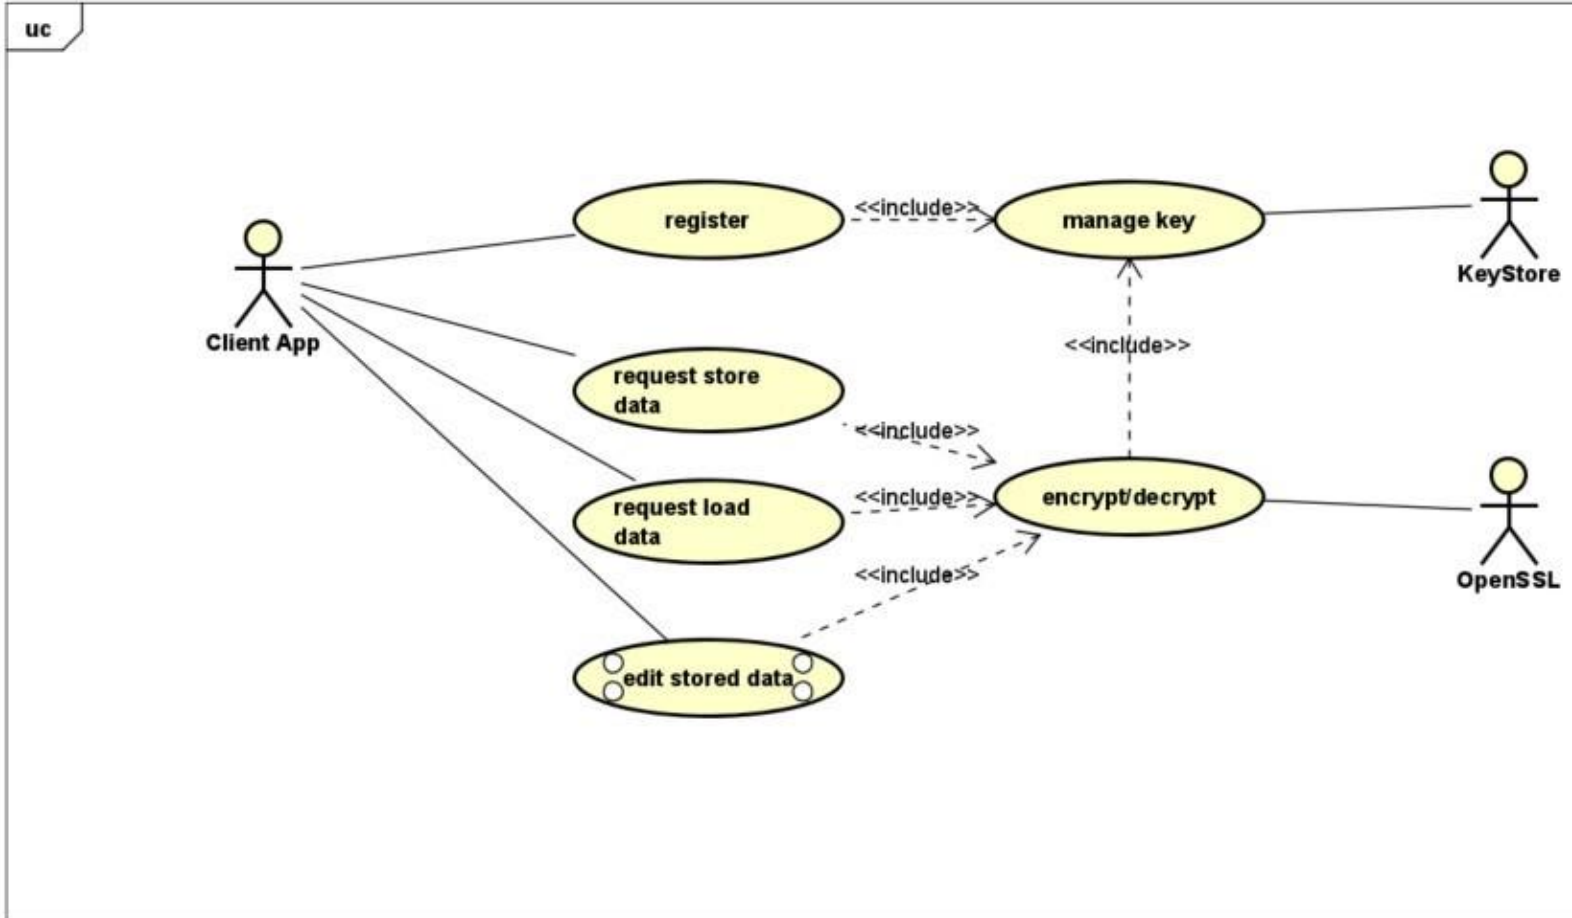 uc
register
<<include>>
manage key
KeyStore
Client App
<<include>>
request store
data
<<include>>
request load
data
<<include>>
encrypt/decrypt
<<include>>
OpenSSL
edit stored data